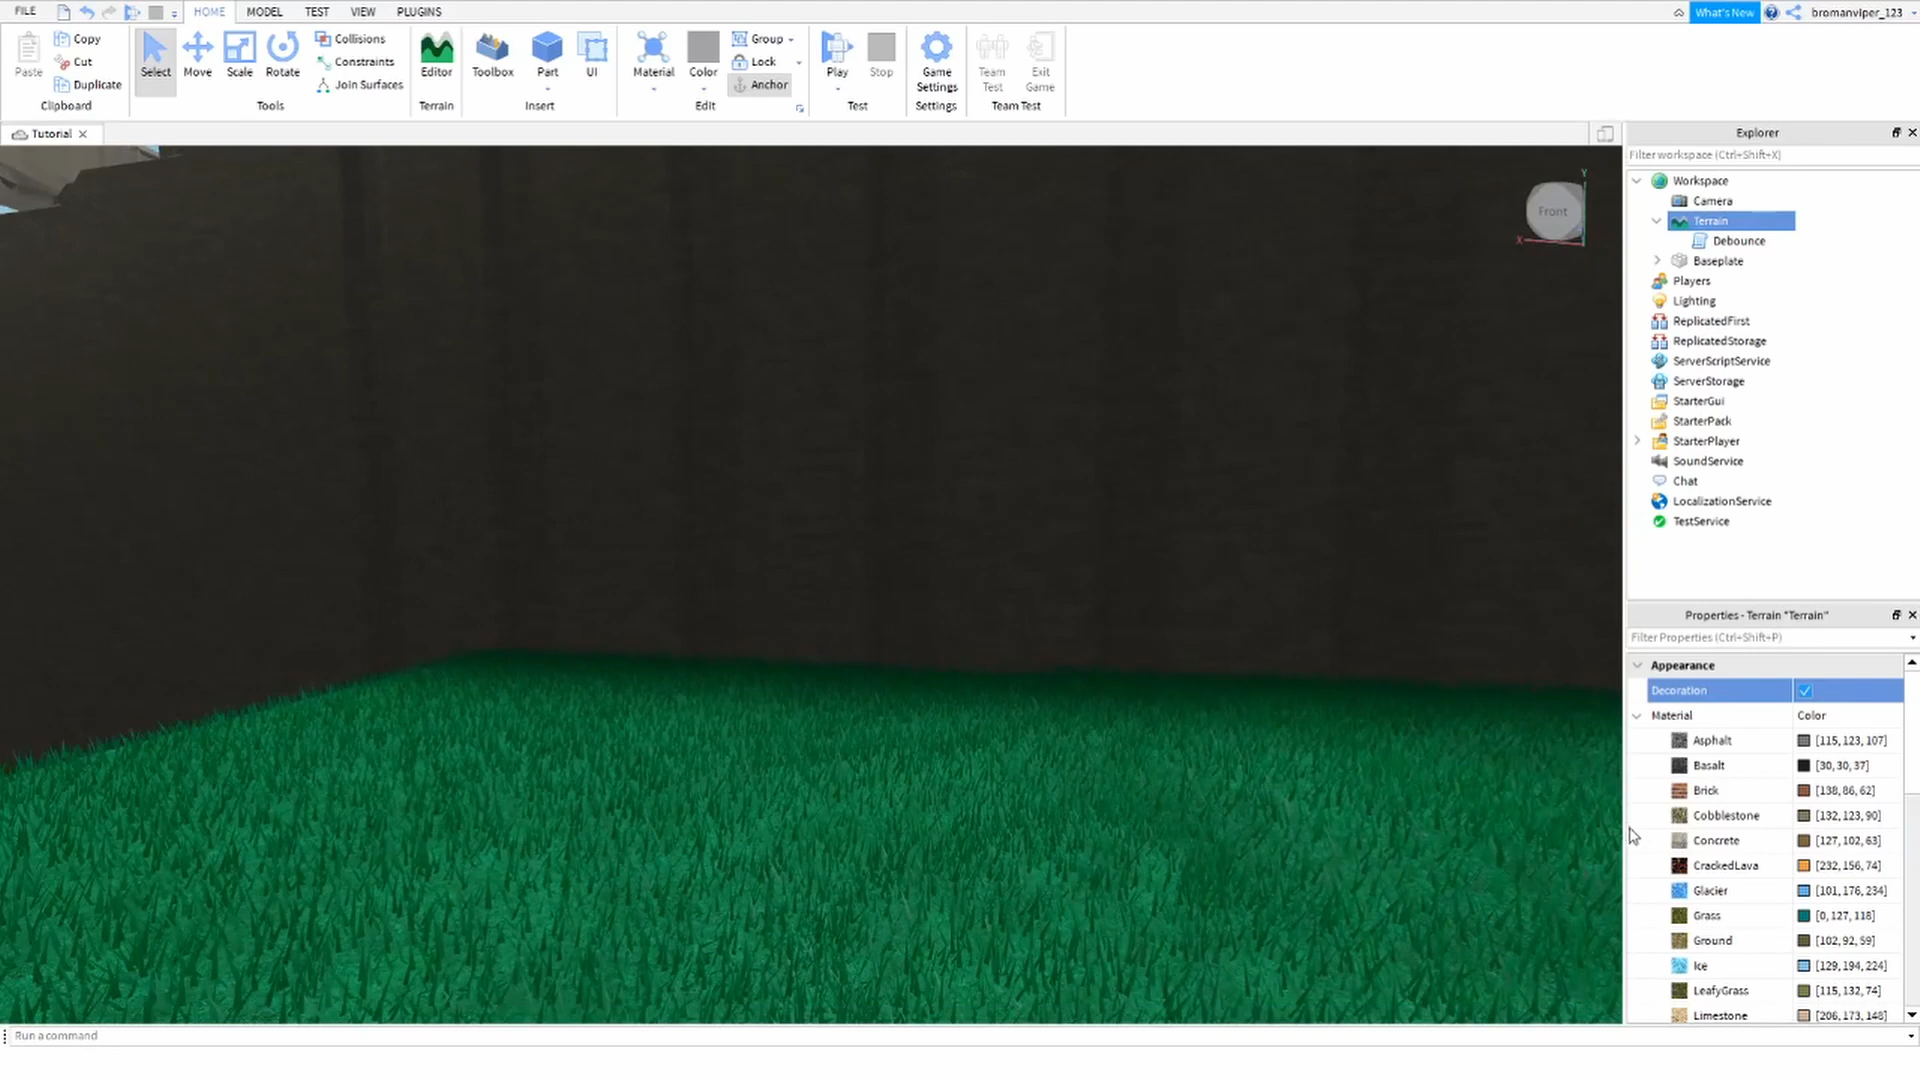 FILE HOME MODEL TEST VIEW PLUGINS What's New bromanviper_123
Paste Copy Cut Duplicate Clipboard
Select Move Scale Rotate Collisions Constraints Join Surfaces Tools
Editor Terrain
Toolbox Part UI Insert
Material Color Group Lock Anchor Edit
Play Stop Test
Game Settings Settings
Team Test Exit Game Team Test
Tutorial
Front
Y
X
Explorer
Filter workspace (Ctrl+Shift+X)
Workspace
Camera
Terrain
Debounce
Baseplate
Players
Lighting
ReplicatedFirst
ReplicatedStorage
ServerScriptService
ServerStorage
StarterGui
StarterPack
StarterPlayer
SoundService
Chat
LocalizationService
TestService
Properties - Terrain "Terrain"
Filter Properties (Ctrl+Shift+P)
Appearance
Decoration
Material Color
Asphalt [115, 123, 107]
Basalt [30, 30, 37]
Brick [138, 86, 62]
Cobblestone [132, 123, 90]
Concrete [127, 102, 63]
CrackedLava [232, 156, 74]
Glacier [101, 176, 234]
Grass [0, 127, 118]
Ground [102, 92, 59]
Ice [129, 194, 224]
LeafyGrass [115, 132, 74]
Limestone [206, 173, 148]
Run a command